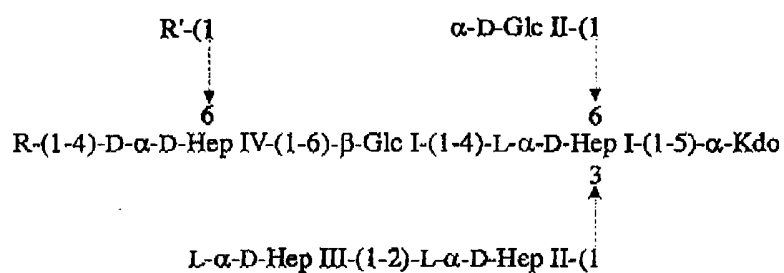 R'-(1 α-D-Glc II-(1
6 6
R-(1-4)-D-α-D-Hep IV-(1-6)-β-Glc I-(1-4)-L-α-D-Hep I-(1-5)-α-Kdo
3
L-α-D-Hep III-(1-2)-L-α-D-Hep II-(1